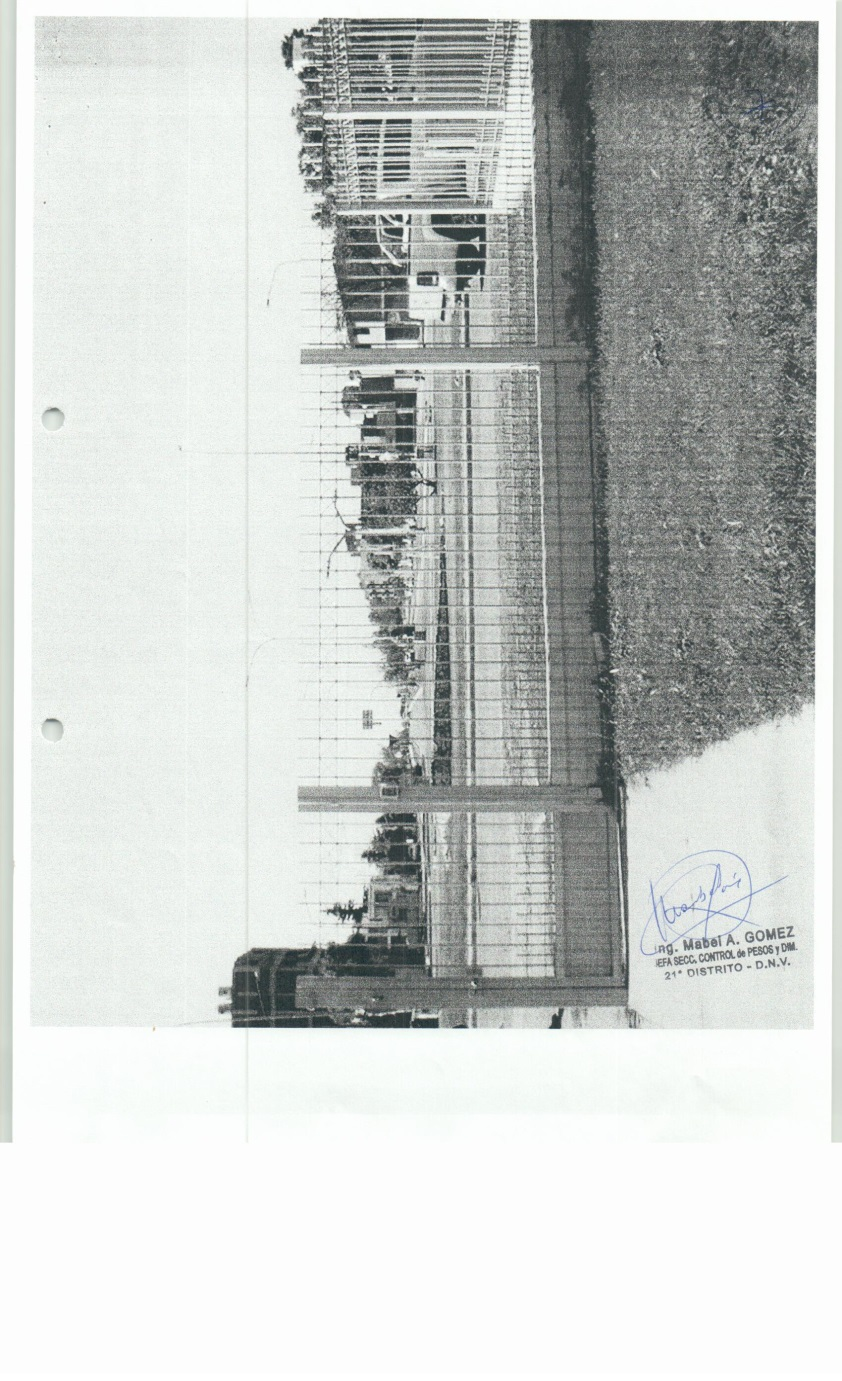 Ing. Mabel A. GOMEZ
JEFA SECC. CONTROL de PESOS y DIM.
21° DISTRITO - D.N.V.